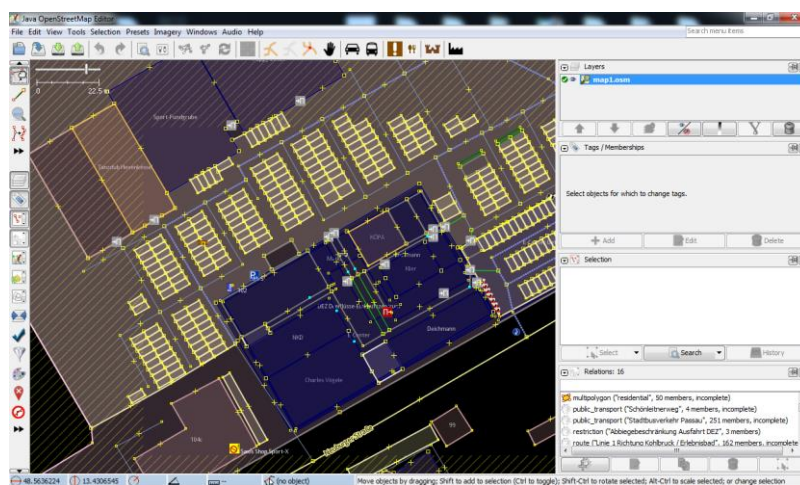 Java OpenStreetMap Editor
File Edit View Tools Selection Presets Imagery Windows Audio Help
Search menu items
0 22.5
Sport-Fundgrube
NKD
Deichmann
Charles Vögele
99
Layers
map1.osm
Tags / Memberships
Select objects for which to change tags.
Add Edit Delete
Selection
Select Search History
Relations: 16
multipolygon ("residential", 50 members, incomplete)
public_transport ("Schönleitnerweg", 4 members, incomplete)
public_transport ("Stadtbusverkehr Passau", 251 members, incomplete)
restriction ("Abbiegebeschränkung Ausfahrt DEZ", 3 members)
route ("Linie 1 Richtung Kohlbruck / Erlebnisbad", 162 members, incomplete
48.5636224 13.4306545 -- (no object) Move objects by dragging; Shift to add to selection (Ctrl to toggle); Shift-Ctrl to rotate selected; Alt-Ctrl to scale selected; or change selection